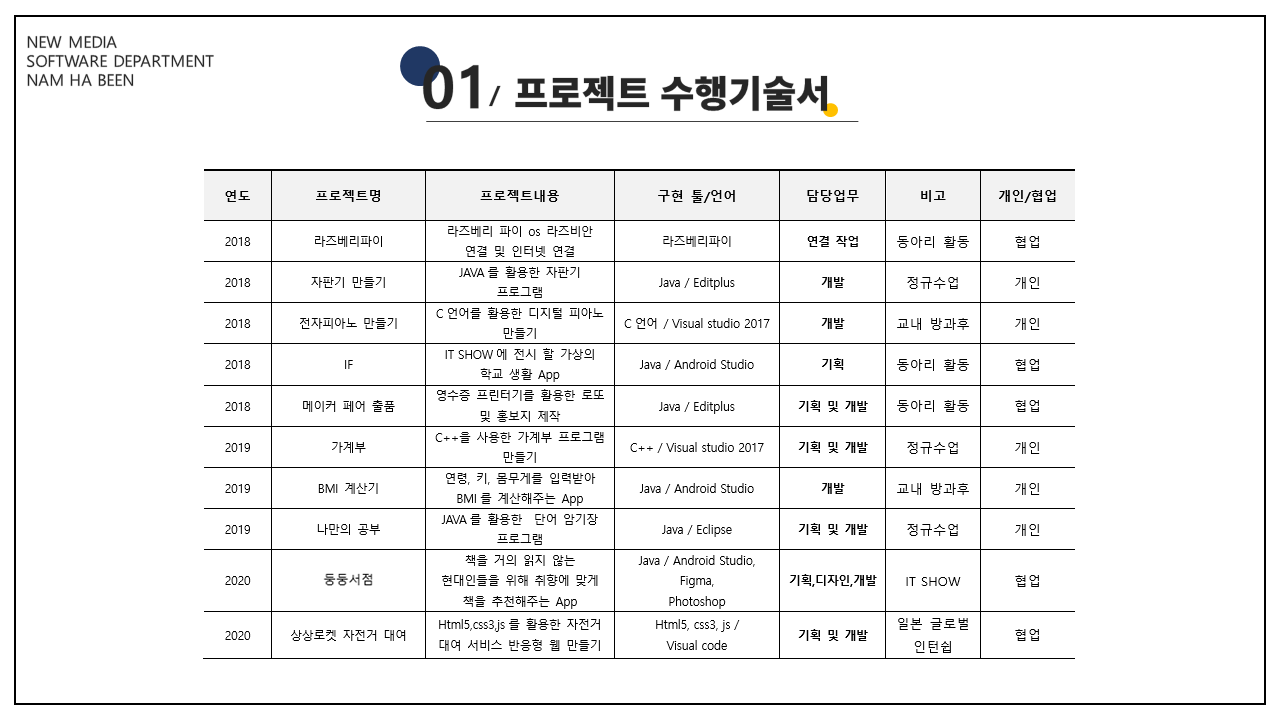 NEW MEDIA
SOFTWARE DEPARTMENT
NAM HA BEEN
01/ 프로젝트 수행기술서
연도 프로젝트명 프로젝트내용 구현 툴/언어 담당업무 비고 개인/협업
2018 라즈베리파이 라즈베리 파이 os 라즈비안 연결 및 인터넷 연결 라즈베리파이 연결 작업 동아리 활동 협업
2018 자판기 만들기 JAVA를 활용한 자판기 프로그램 Java / Editplus 개발 정규수업 개인
2018 전자피아노 만들기 C언어를 활용한 디지털 피아노 만들기 C언어 / Visual studio 2017 개발 교내 방과후 개인
2018 IF IT SHOW에 전시 할 가상의 학교 생활 App Java / Android Studio 기획 동아리 활동 협업
2018 메이커 페어 출품 영수증 프린터기를 활용한 로또 및 홍보지 제작 Java / Editplus 기획 및 개발 동아리 활동 협업
2019 가계부 C++을 사용한 가계부 프로그램 만들기 C++ / Visual studio 2017 기획 및 개발 정규수업 개인
2019 BMI 계산기 연령, 키, 몸무게를 입력받아 BMI를 계산해주는 App Java / Android Studio 개발 교내 방과후 개인
2019 나만의 공부 JAVA를 활용한 단어 암기장 프로그램 Java / Eclipse 기획 및 개발 정규수업 개인
2020 둥둥서점 책을 거의 읽지 않는 현대인들을 위해 취향에 맞게 책을 추천해주는 App Java / Android Studio, Figma, Photoshop 기획,디자인,개발 IT SHOW 협업
2020 상상로켓 자전거 대여 Html5,css3,js를 활용한 자전거 대여 서비스 반응형 웹 만들기 Html5, css3, js / Visual code 기획 및 개발 일본 글로벌 인턴쉽 협업